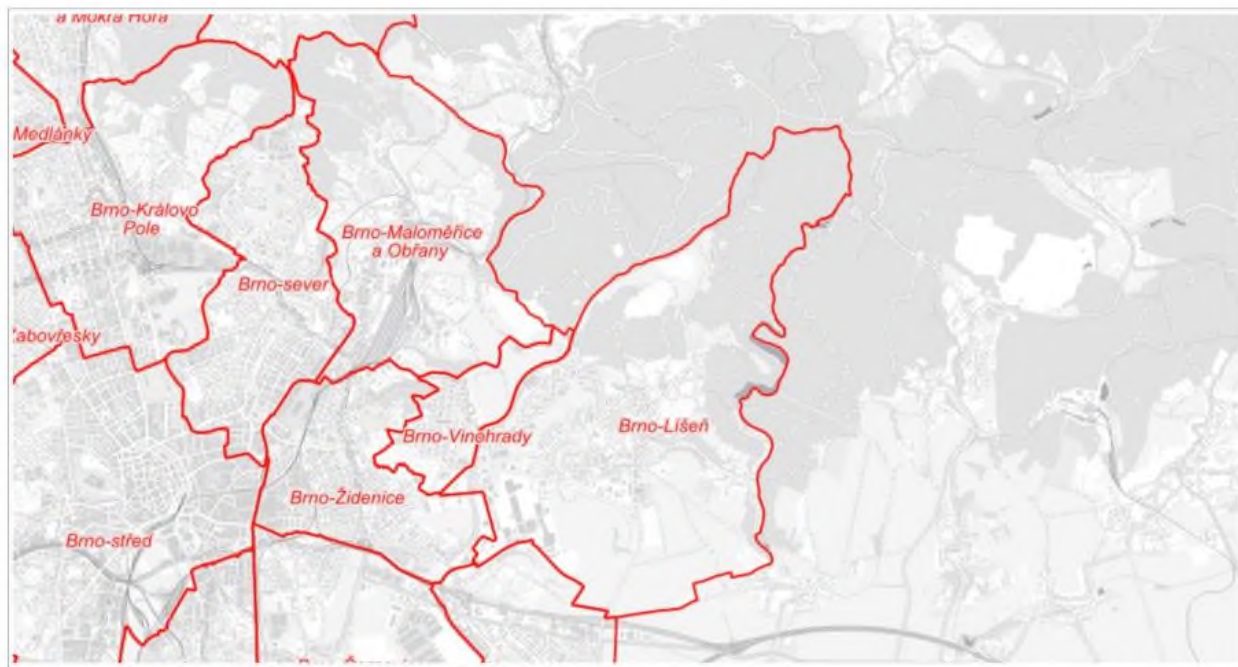 a Mokrá Hora
Medlánky
Brno-Královo
Pole
Brno-Maloměřice
a Obřany
Brno-sever
Brno-Vinohrady
Brno-Líšeň
Brno-Židenice
Brno-střed